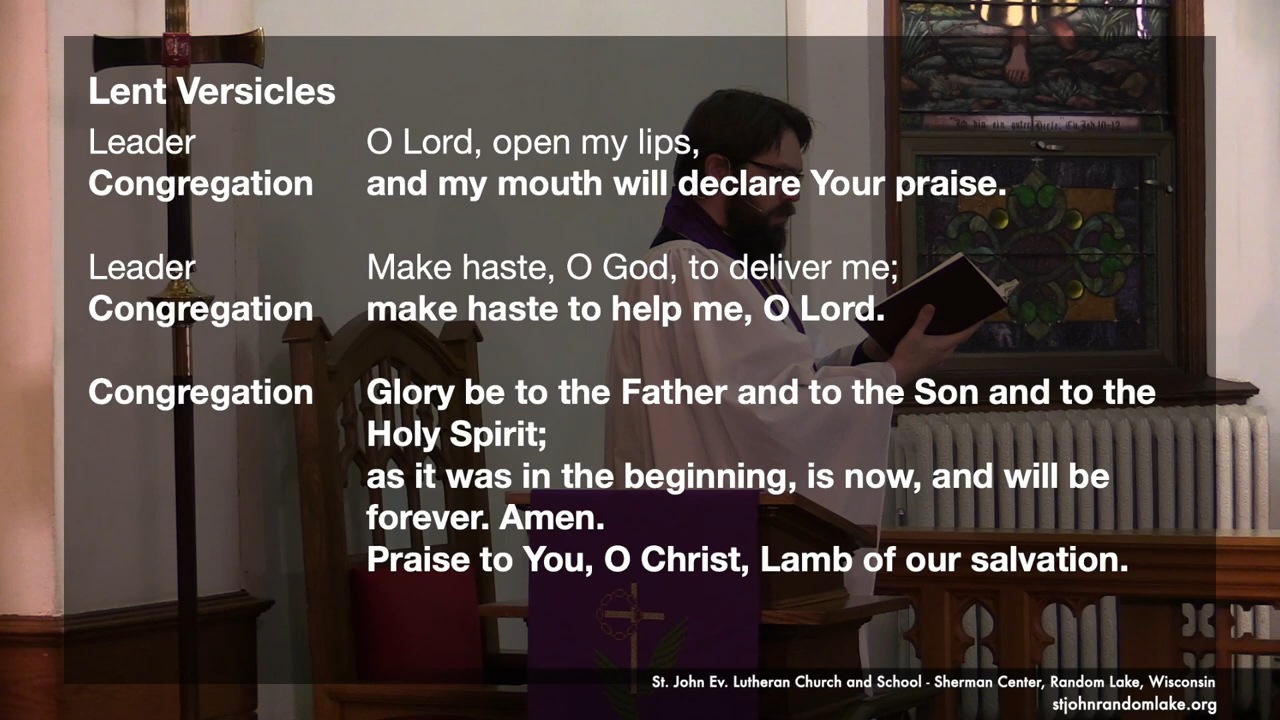 Lent Versicles
Leader O Lord, open my lips,
Congregation and my mouth will declare Your praise.
Leader Make haste, O God, to deliver me;
Congregation make haste to help me, O Lord.
Congregation Glory be to the Father and to the Son and to the
Holy Spirit;
as it was in the beginning, is now, and will be
forever. Amen.
Praise to You, O Christ, Lamb of our salvation.
St. John Ev. Lutheran Church and School - Sherman Center, Random Lake, Wisconsin
stjohnrandomlake.org